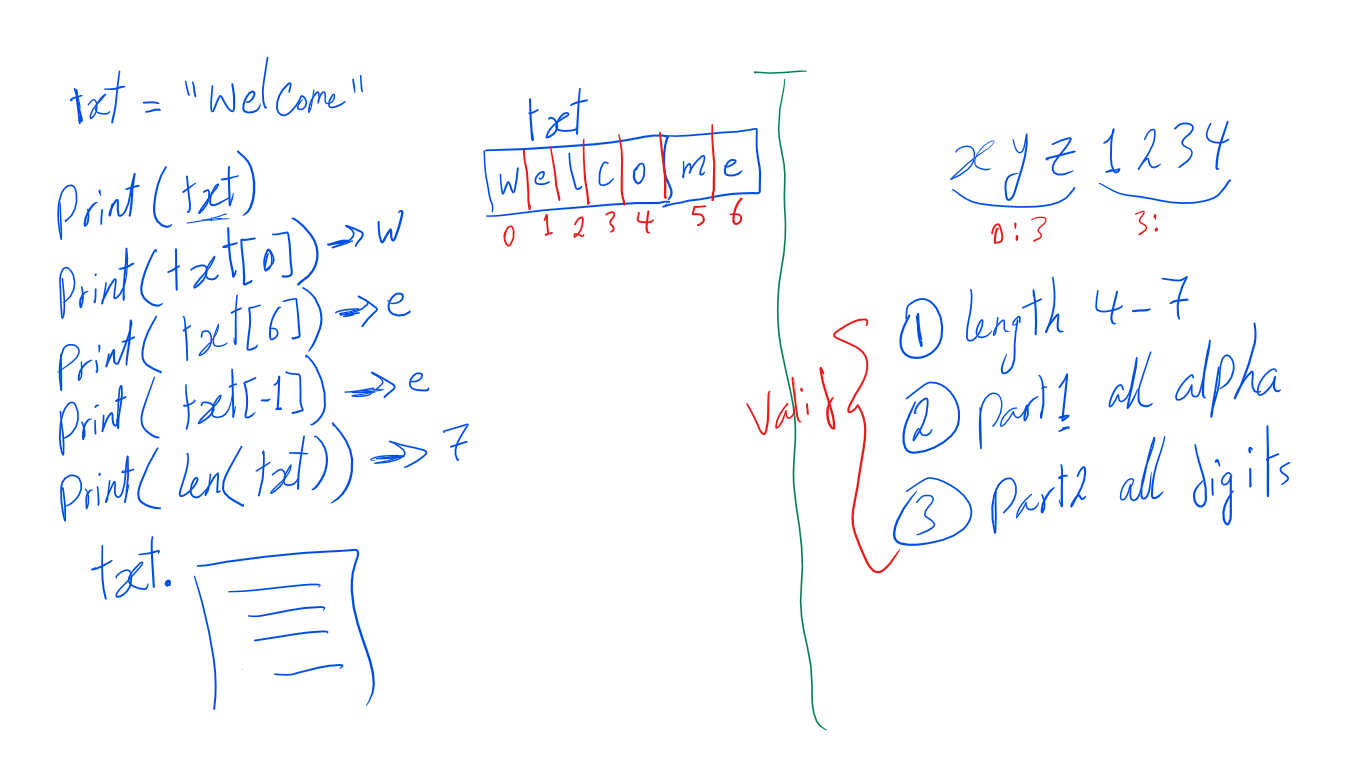 txt = "Welcome"
Print(txt)
Print(txt[0]) → W
Print(txt[6]) → e
Print(txt[-1]) → e
Print(len(txt)) → 7
txt.
txt
W e l c o m e
0 1 2 3 4 5 6
xyz 1234
0:3 3:
Valid
① length 4-7
② Part1 all alpha
③ Part2 all digits